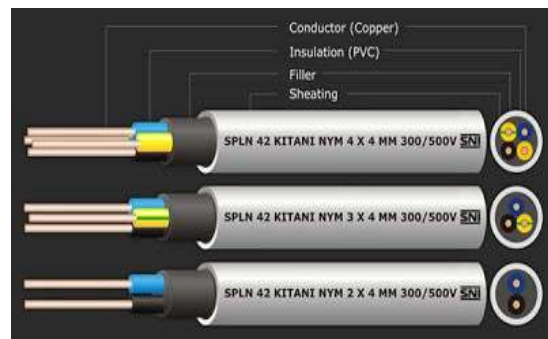 Conductor (Copper)
Insulation (PVC)
Filler
Sheating
SPLN 42 KITANI NYM 4 X 4 MM 300/500V SNI
SPLN 42 KITANI NYM 3 X 4 MM 300/500V SNI
SPLN 42 KITANI NYM 2 X 4 MM 300/500V SNI